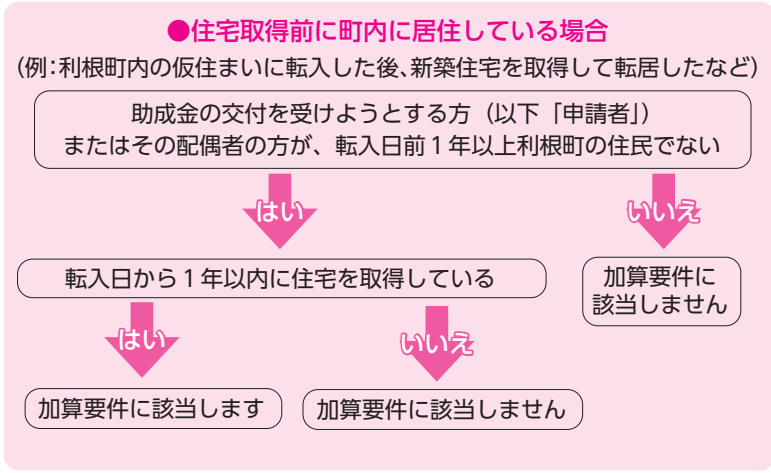 ●住宅取得前に町内に居住している場合
（例：利根町内の仮住まいに転入した後、新築住宅を取得して転居したなど）
助成金の交付を受けようとする方（以下「申請者」）
またはその配偶者の方が、転入日前１年以上利根町の住民でない
はい
いいえ
転入日から１年以内に住宅を取得している
加算要件に
該当しません
はい
いいえ
加算要件に該当します
加算要件に該当しません